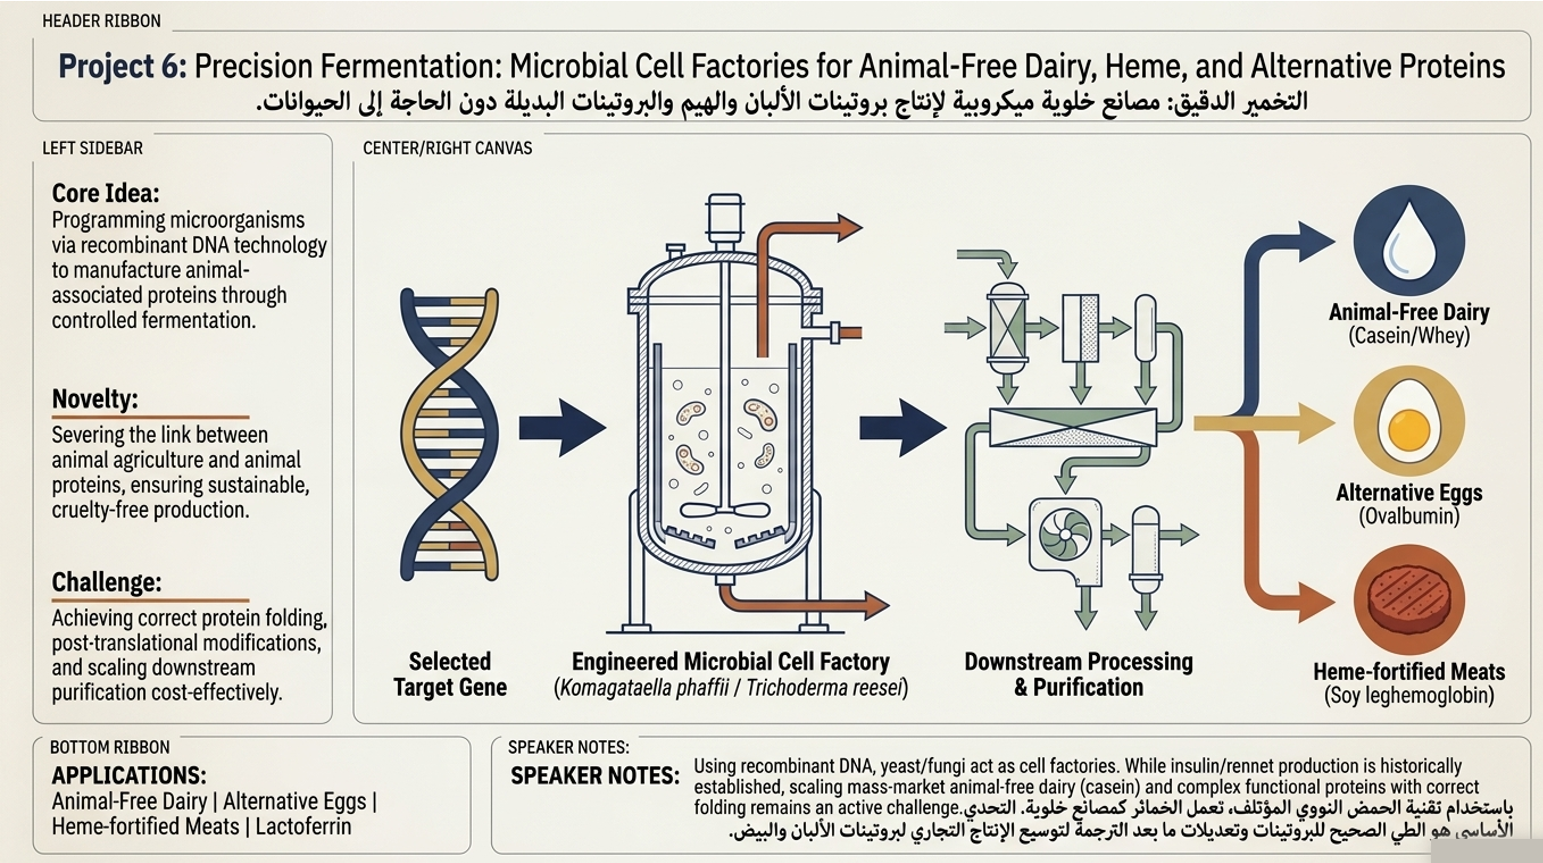 HEADER RIBBON
Project 6: Precision Fermentation: Microbial Cell Factories for Animal-Free Dairy, Heme, and Alternative Proteins
التخمير الدقيق: مصانع خلوية ميكروبية لإنتاج بروتينات الألبان والهيم والبروتينات البديلة دون الحاجة إلى الحيوانات.
LEFT SIDEBAR
Core Idea:
Programming microorganisms
via recombinant DNA technology
to manufacture animal-
associated proteins through
controlled fermentation.
Novelty:
Severing the link between
animal agriculture and animal
proteins, ensuring sustainable,
cruelty-free production.
Challenge:
Achieving correct protein folding,
post-translational modifications,
and scaling downstream
purification cost-effectively.
CENTER/RIGHT CANVAS
Selected
Target Gene
Engineered Microbial Cell Factory
(Komagataella phaffii / Trichoderma reesei)
Downstream Processing
& Purification
Animal-Free Dairy
(Casein/Whey)
Alternative Eggs
(Ovalbumin)
Heme-fortified Meats
(Soy leghemoglobin)
BOTTOM RIBBON
APPLICATIONS:
Animal-Free Dairy | Alternative Eggs |
Heme-fortified Meats | Lactoferrin
SPEAKER NOTES:
SPEAKER NOTES:
Using recombinant DNA, yeast/fungi act as cell factories. While insulin/rennet production is historically
established, scaling mass-market animal-free dairy (casein) and complex functional proteins with correct
folding remains an active challenge. باستخدام تقنية الحمض النووي المؤتلف، تعمل الخمائر كمصانع خلوية. التحدي
الأساسي هو الطي الصحيح للبروتينات وتعديلات ما بعد الترجمة لتوسيع الإنتاج التجاري لبروتينات الألبان والبيض.